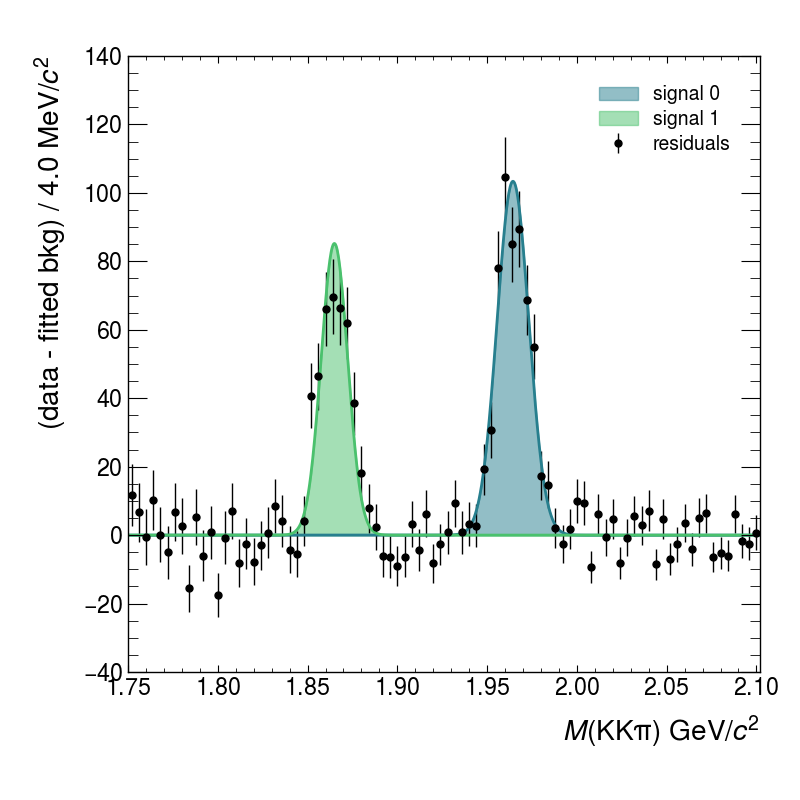 (data - fitted bkg) / 4.0 MeV/c²
140
120
100
80
60
40
20
0
−20
−40
signal 0
signal 1
residuals
1.75 1.80 1.85 1.90 1.95 2.00 2.05 2.10
M(KKπ) GeV/c²